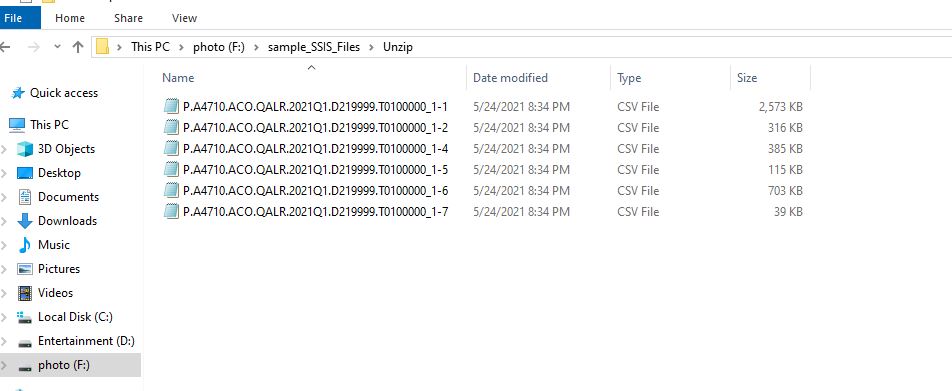 File Home Share View
This PC photo (F:) sample_SSIS_Files Unzip
Name Date modified Type Size
Quick access
This PC
3D Objects
Desktop
Documents
Downloads
Music
Pictures
Videos
Local Disk (C:)
Entertainment (D:)
photo (F:)
P.A4710.ACO.QALR.2021Q1.D219999.T0100000_1-1 5/24/2021 8:34 PM CSV File 2,573 KB
P.A4710.ACO.QALR.2021Q1.D219999.T0100000_1-2 5/24/2021 8:34 PM CSV File 316 KB
P.A4710.ACO.QALR.2021Q1.D219999.T0100000_1-4 5/24/2021 8:34 PM CSV File 385 KB
P.A4710.ACO.QALR.2021Q1.D219999.T0100000_1-5 5/24/2021 8:34 PM CSV File 115 KB
P.A4710.ACO.QALR.2021Q1.D219999.T0100000_1-6 5/24/2021 8:34 PM CSV File 703 KB
P.A4710.ACO.QALR.2021Q1.D219999.T0100000_1-7 5/24/2021 8:34 PM CSV File 39 KB